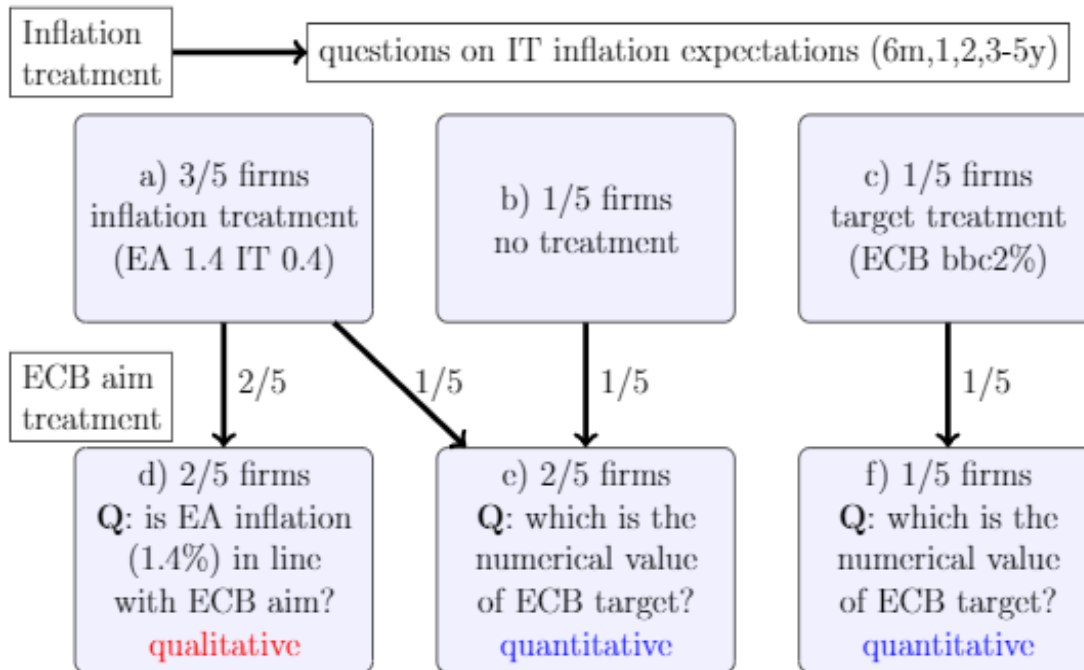 Inflation
treatment
questions on IT inflation expectations (6m,1,2,3-5y)
a) 3/5 firms
inflation treatment
(EA 1.4 IT 0.4)
b) 1/5 firms
no treatment
c) 1/5 firms
target treatment
(ECB bbc2%)
ECB aim
treatment
2/5
1/5
1/5
1/5
d) 2/5 firms
Q: is EA inflation
(1.4%) in line
with ECB aim?
qualitative
e) 2/5 firms
Q: which is the
numerical value
of ECB target?
quantitative
f) 1/5 firms
Q: which is the
numerical value
of ECB target?
quantitative